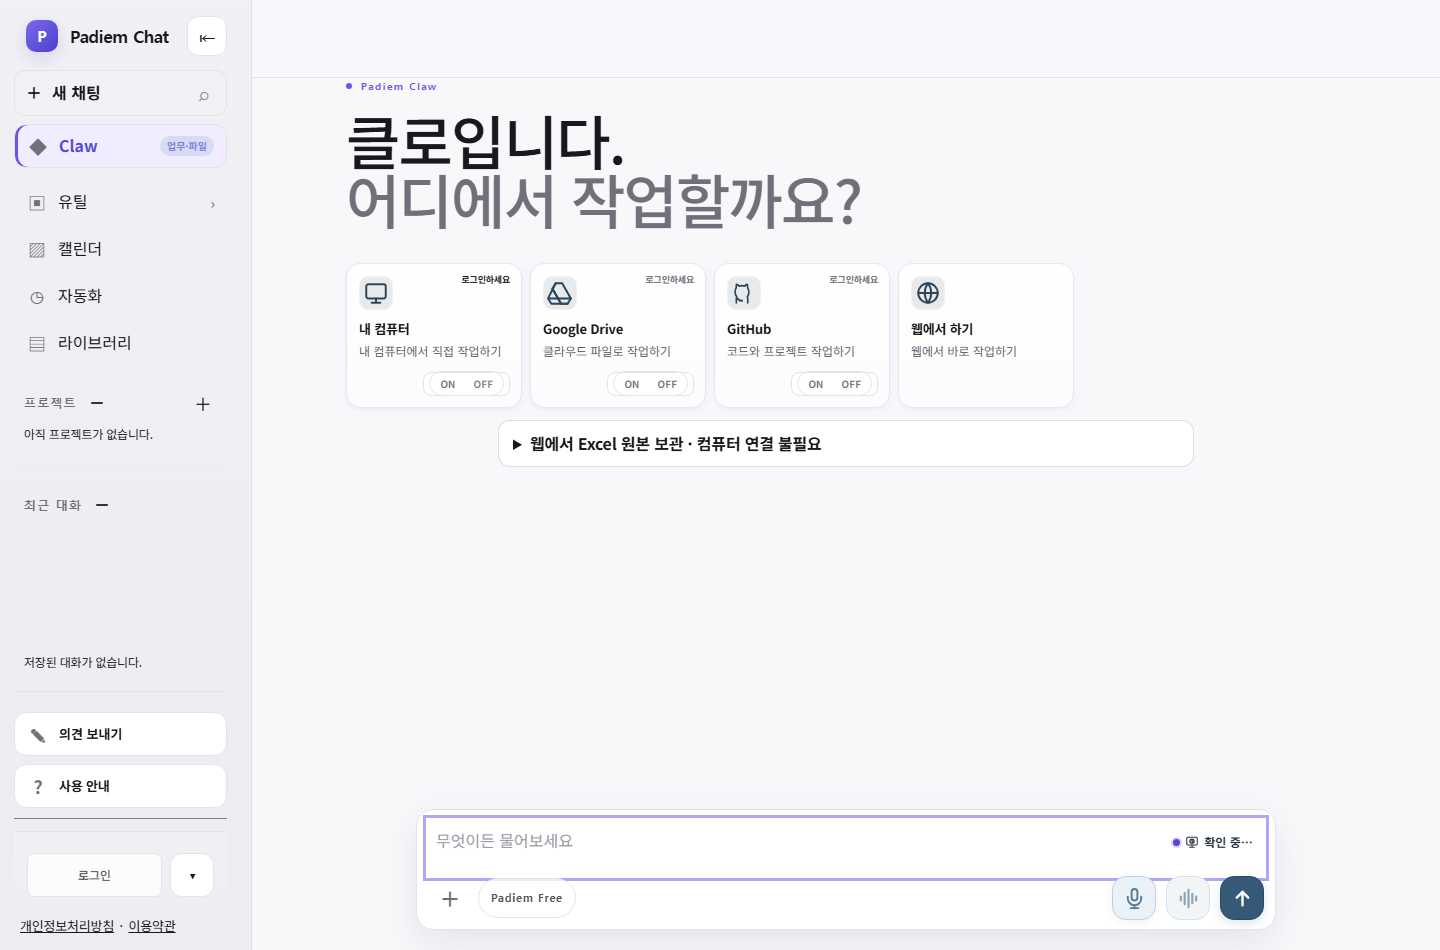 P Padiem Chat
새 채팅
Claw 업무·파일
유틸
캘린더
자동화
라이브러리
프로젝트
아직 프로젝트가 없습니다.
최근 대화
저장된 대화가 없습니다.
의견 보내기
? 사용 안내
로그인
개인정보처리방침 · 이용약관
Padiem Claw
클로입니다.
어디에서 작업할까요?
로그인하세요
내 컴퓨터
내 컴퓨터에서 직접 작업하기
ON OFF
로그인하세요
Google Drive
클라우드 파일로 작업하기
ON OFF
로그인하세요
GitHub
코드와 프로젝트 작업하기
ON OFF
웹에서 하기
웹에서 바로 작업하기
웹에서 Excel 원본 보관 · 컴퓨터 연결 불필요
무엇이든 물어보세요
확인 중…
Padiem Free